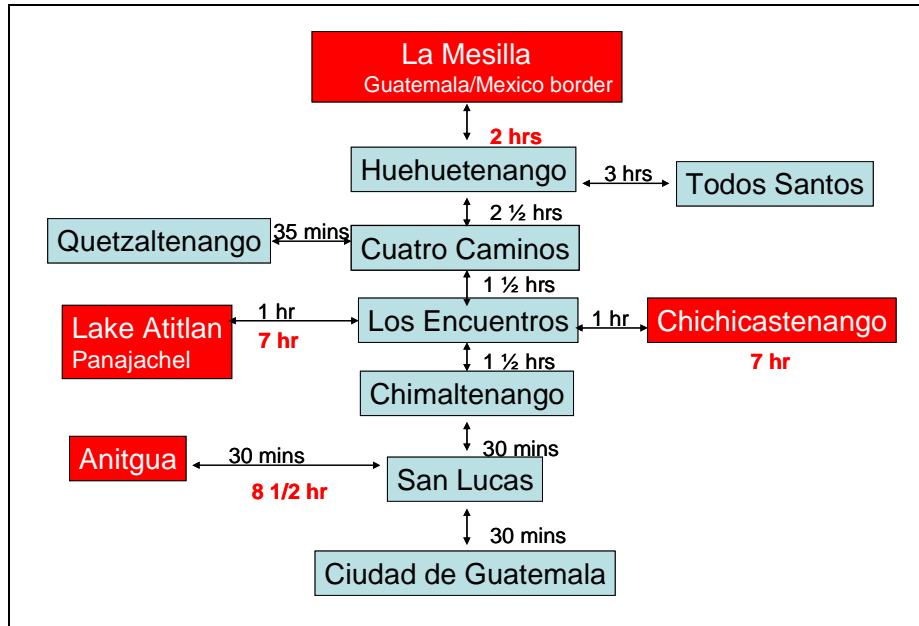 La Mesilla
Guatemala/Mexico border
2 hrs
Huehuetenango
3 hrs
Todos Santos
2 ½ hrs
Quetzaltenango
35 mins
Cuatro Caminos
1 ½ hrs
Lake Atitlan
Panajachel
1 hr
7 hr
Los Encuentros
1 hr
Chichicastenango
7 hr
1 ½ hrs
Chimaltenango
30 mins
Anitgua
30 mins
8 1/2 hr
San Lucas
30 mins
Ciudad de Guatemala